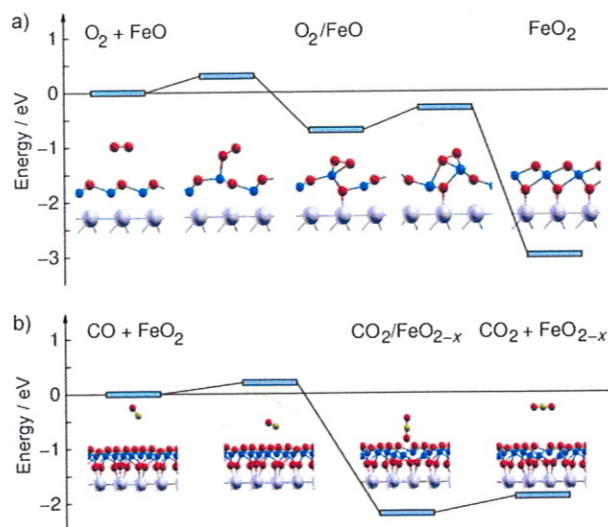 a)
O₂ + FeO
O₂/FeO
FeO₂
Energy / eV
1
0
−1
−2
−3
b)
CO + FeO₂
CO₂/FeO₂₋ₓ
CO₂ + FeO₂₋ₓ
Energy / eV
1
0
−1
−2